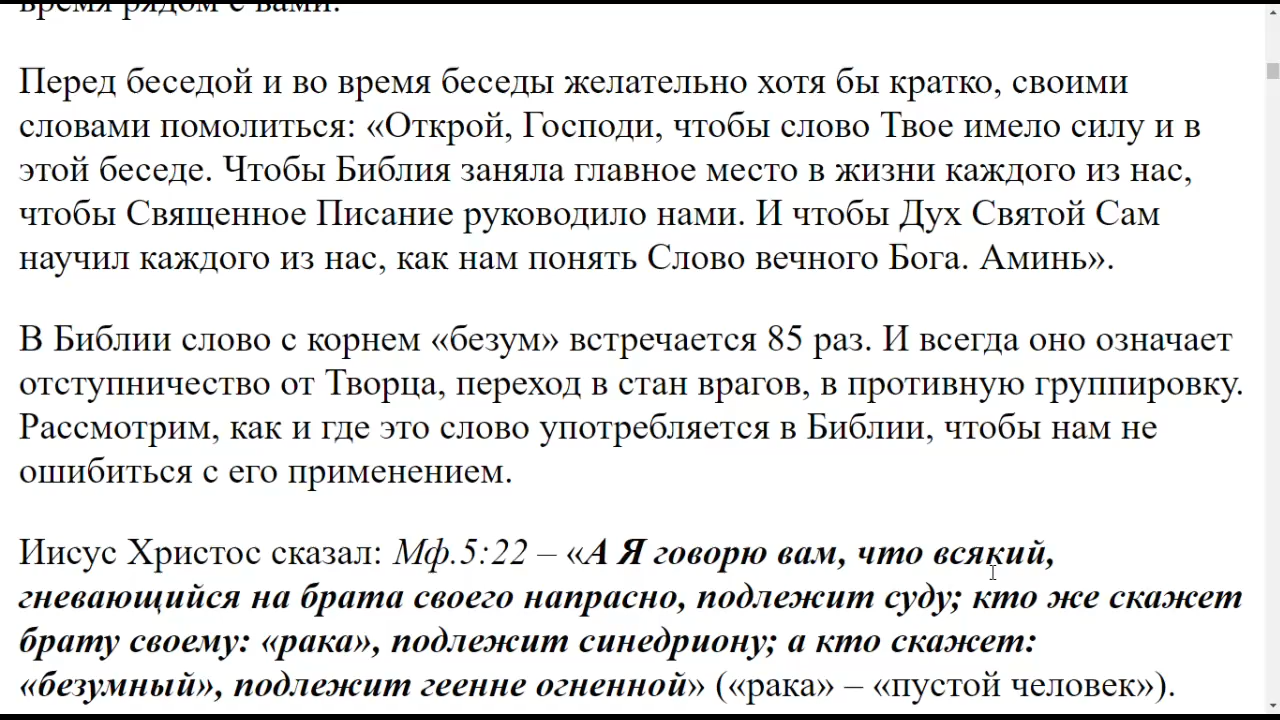 время рядом с вами.
Перед беседой и во время беседы желательно хотя бы кратко, своими
словами помолиться: «Открой, Господи, чтобы слово Твое имело силу и в
этой беседе. Чтобы Библия заняла главное место в жизни каждого из нас,
чтобы Священное Писание руководило нами. И чтобы Дух Святой Сам
научил каждого из нас, как нам понять Слово вечного Бога. Аминь».
В Библии слово с корнем «безум» встречается 85 раз. И всегда оно означает
отступничество от Творца, переход в стан врагов, в противную группировку.
Рассмотрим, как и где это слово употребляется в Библии, чтобы нам не
ошибиться с его применением.
Иисус Христос сказал: Мф.5:22 – «А Я говорю вам, что всякий,
гневающийся на брата своего напрасно, подлежит суду; кто же скажет
брату своему: «рака», подлежит синедриону; а кто скажет:
«безумный», подлежит геенне огненной» («рака» – «пустой человек»).